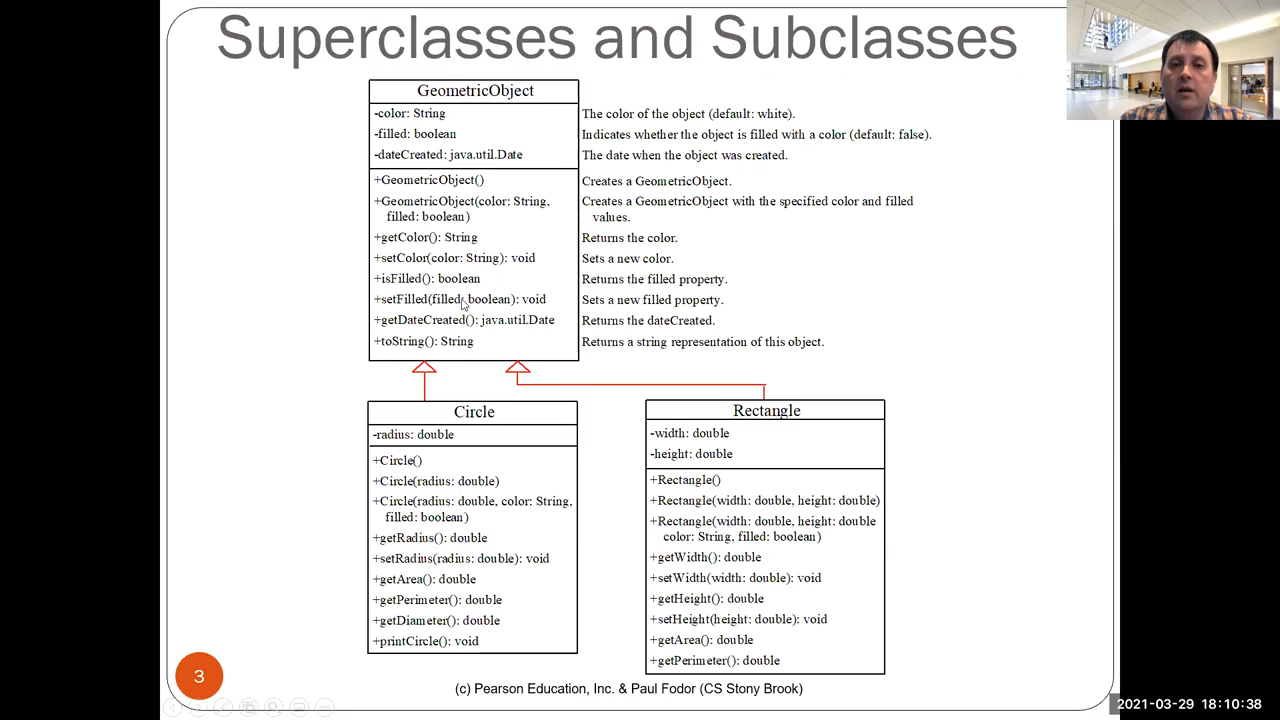 Superclasses and Subclasses
GeometricObject
-color: String
The color of the object (default: white).
-filled: boolean
Indicates whether the object is filled with a color (default: false).
-dateCreated: java.util.Date
The date when the object was created.
+GeometricObject()
Creates a GeometricObject.
+GeometricObject(color: String,
filled: boolean)
Creates a GeometricObject with the specified color and filled
values.
+getColor(): String
Returns the color.
+setColor(color: String): void
Sets a new color.
+isFilled(): boolean
Returns the filled property.
+setFilled(filled: boolean): void
Sets a new filled property.
+getDateCreated(): java.util.Date
Returns the dateCreated.
+toString(): String
Returns a string representation of this object.
Circle
-radius: double
+Circle()
+Circle(radius: double)
+Circle(radius: double, color: String,
filled: boolean)
+getRadius(): double
+setRadius(radius: double): void
+getArea(): double
+getPerimeter(): double
+getDiameter(): double
+printCircle(): void
Rectangle
-width: double
-height: double
+Rectangle()
+Rectangle(width: double, height: double)
+Rectangle(width: double, height: double
color: String, filled: boolean)
+getWidth(): double
+setWidth(width: double): void
+getHeight(): double
+setHeight(height: double): void
+getArea(): double
+getPerimeter(): double
3
(c) Pearson Education, Inc. & Paul Fodor (CS Stony Brook)
2021-03-29 18:10:38